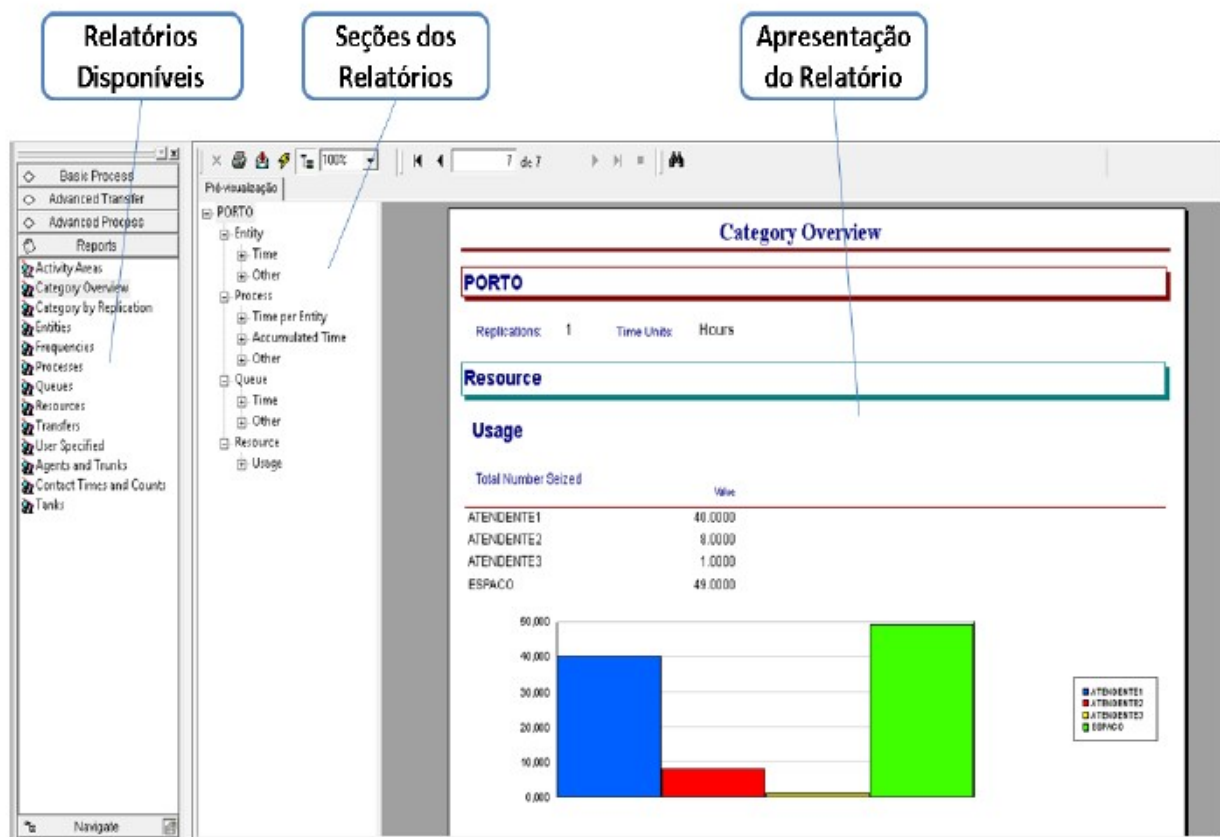 Relatórios
Disponíveis
Seções dos
Relatórios
Apresentação
do Relatório
Basic Process
Advanced Transfer
Advanced Process
Reports
Activity Areas
Category Overview
Category by Replication
Entities
Frequencies
Processes
Queues
Resources
Transfers
User Specified
Agents and Trunks
Contact Times and Counts
Tanks
Navigate
100%
7 de 7
Pré-visualização
PORTO
Entity
Time
Other
Process
Time per Entity
Accumulated Time
Other
Queue
Time
Other
Resource
Usage
Category Overview
PORTO
Replications: 1 Time Units: Hours
Resource
Usage
Total Number Seized
Value
ATENDENTE1 40.0000
ATENDENTE2 8.0000
ATENDENTE3 1.0000
ESPACO 49.0000
50,000
40,000
30,000
20,000
10,000
0,000
ATENDENTE1
ATENDENTE2
ATENDENTE3
ESPACO